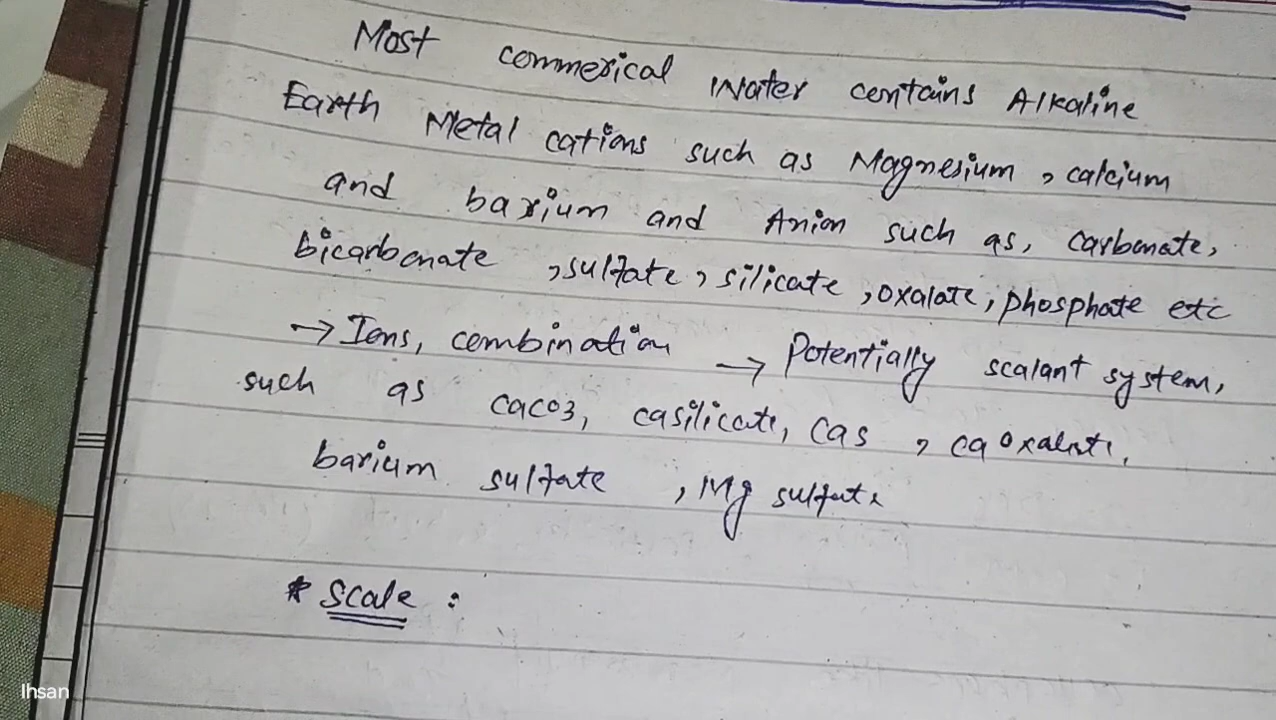 Most commerical Water contains Alkaline
Earth Metal cations such as Magnesium, calcium
and barium and Anion such as, carbonate,
bicarbonate, sulfate, silicate, oxalate, phosphate etc
→ Ions, combination → Potentially scalant system,
such as caco3, casilicate, cas, ca oxalate,
barium sulfate, Mg sulfate
* Scale :
Ihsan